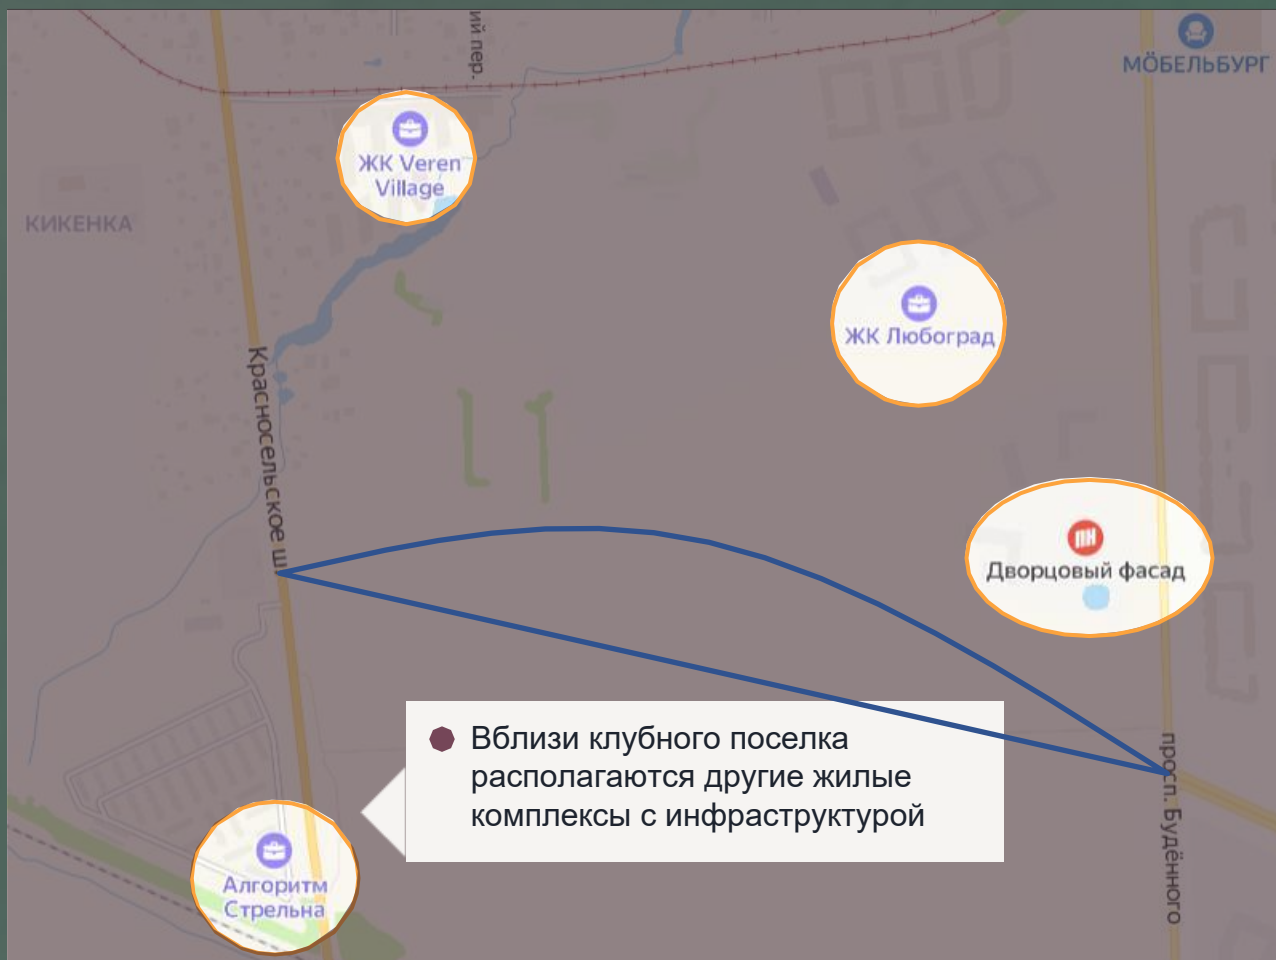 ий пер.
МÖБЕЛЬБУРГ
ЖК Veren
Village
КИКЕНКА
ЖК Любоград
Красносельское ш.
ПН
Дворцовый фасад
Вблизи клубного поселка
располагаются другие жилые
комплексы с инфраструктурой
просп. Будённого
Алгоритм
Стрельна